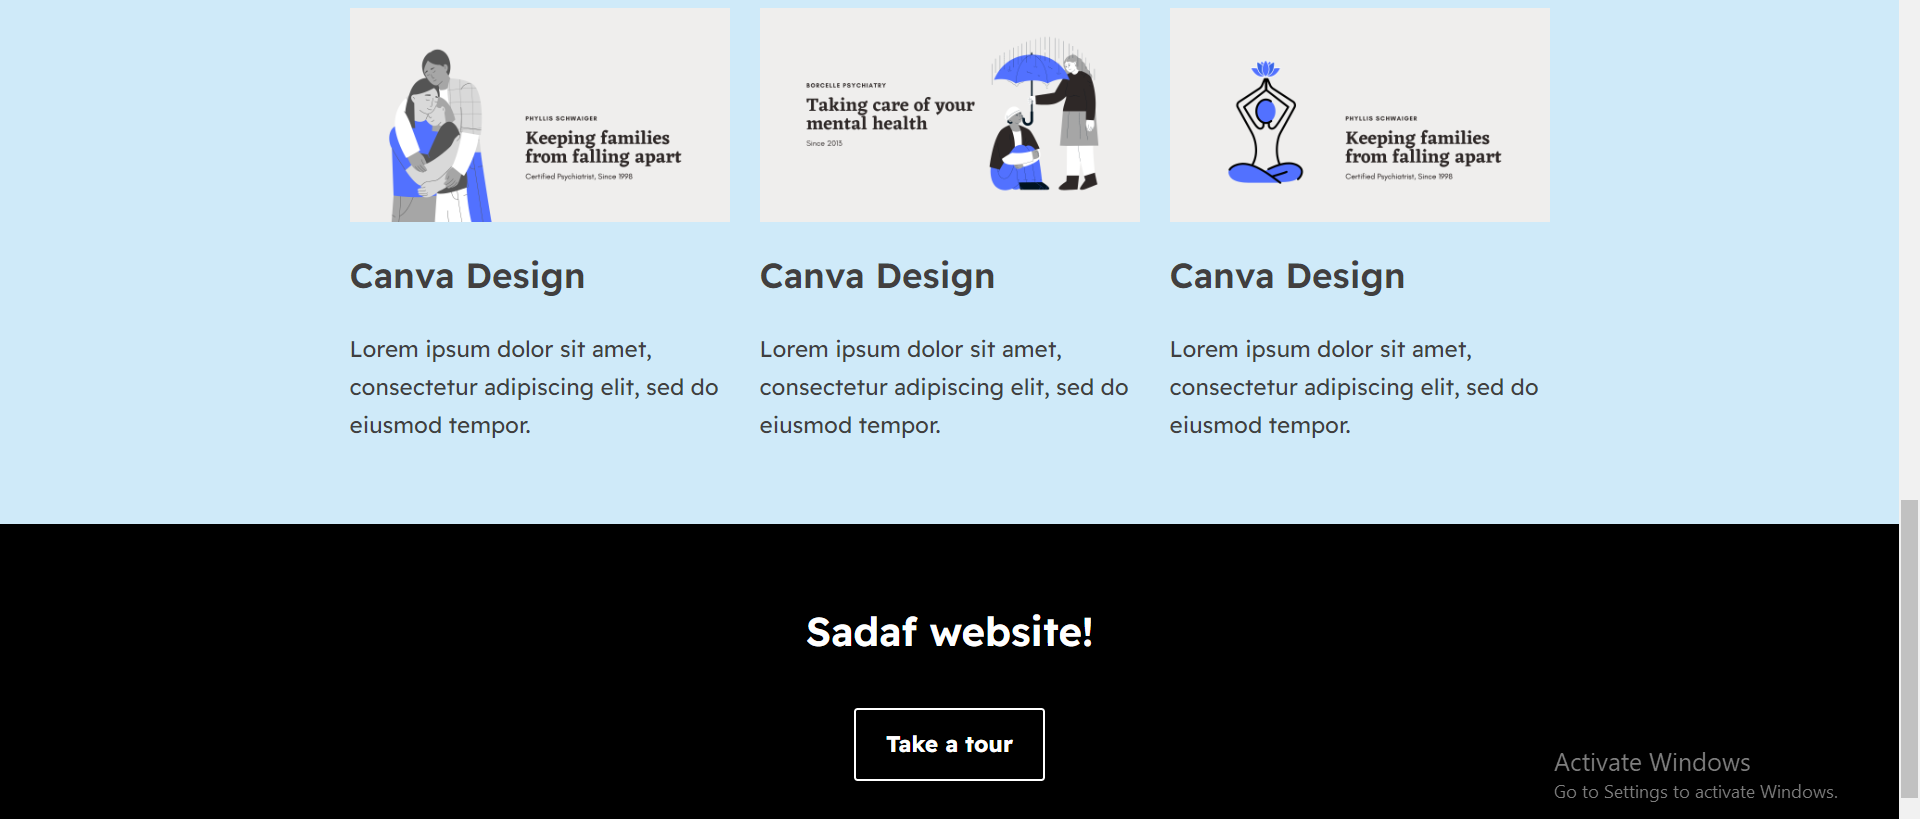 PHYLLIS SCHWAIGER
Keeping families
from falling apart
Certified Psychiatrist, Since 1998
BORCELLE PSYCHIATRY
Taking care of your
mental health
Since 2013
PHYLLIS SCHWAIGER
Keeping families
from falling apart
Certified Psychiatrist, Since 1998
Canva Design
Lorem ipsum dolor sit amet,
consectetur adipiscing elit, sed do
eiusmod tempor.
Canva Design
Lorem ipsum dolor sit amet,
consectetur adipiscing elit, sed do
eiusmod tempor.
Canva Design
Lorem ipsum dolor sit amet,
consectetur adipiscing elit, sed do
eiusmod tempor.
Sadaf website!
Take a tour
Activate Windows
Go to Settings to activate Windows.